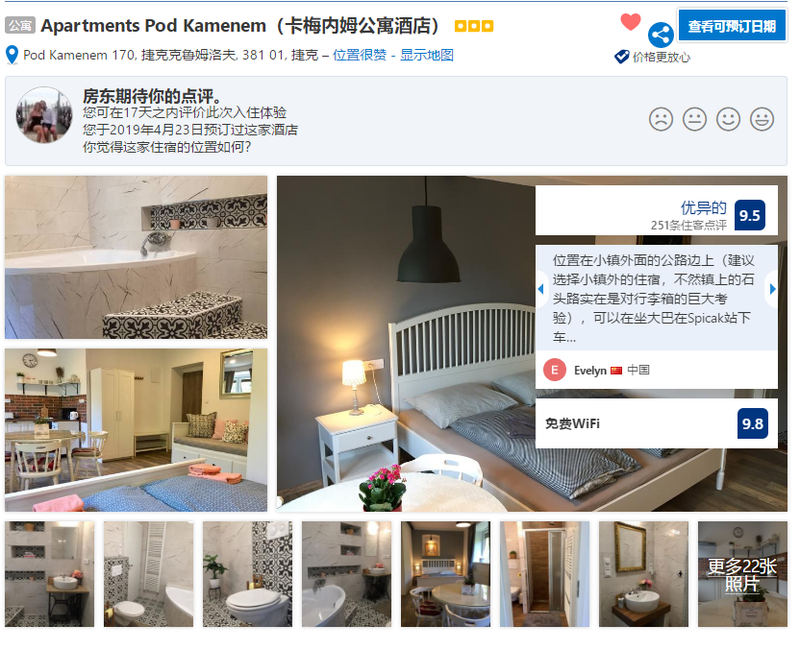 公寓 Apartments Pod Kamenem（卡梅内姆公寓酒店）
查看可预订日期
Pod Kamenem 170, 捷克克鲁姆洛夫, 381 01, 捷克 – 位置很赞 - 显示地图
价格更放心
房东期待你的点评。
您可在17天之内评价此次入住体验
您于2019年4月23日预订过这家酒店
你觉得这家住宿的位置如何？
优异的
251条住客点评
9.5
位置在小镇外面的公路边上（建议
选择小镇外的住宿，不然镇上的石
头路实在是对行李箱的巨大考
验），可以在坐大巴在Spicak站下
车...
E Evelyn 中国
免费WiFi 9.8
更多22张
照片